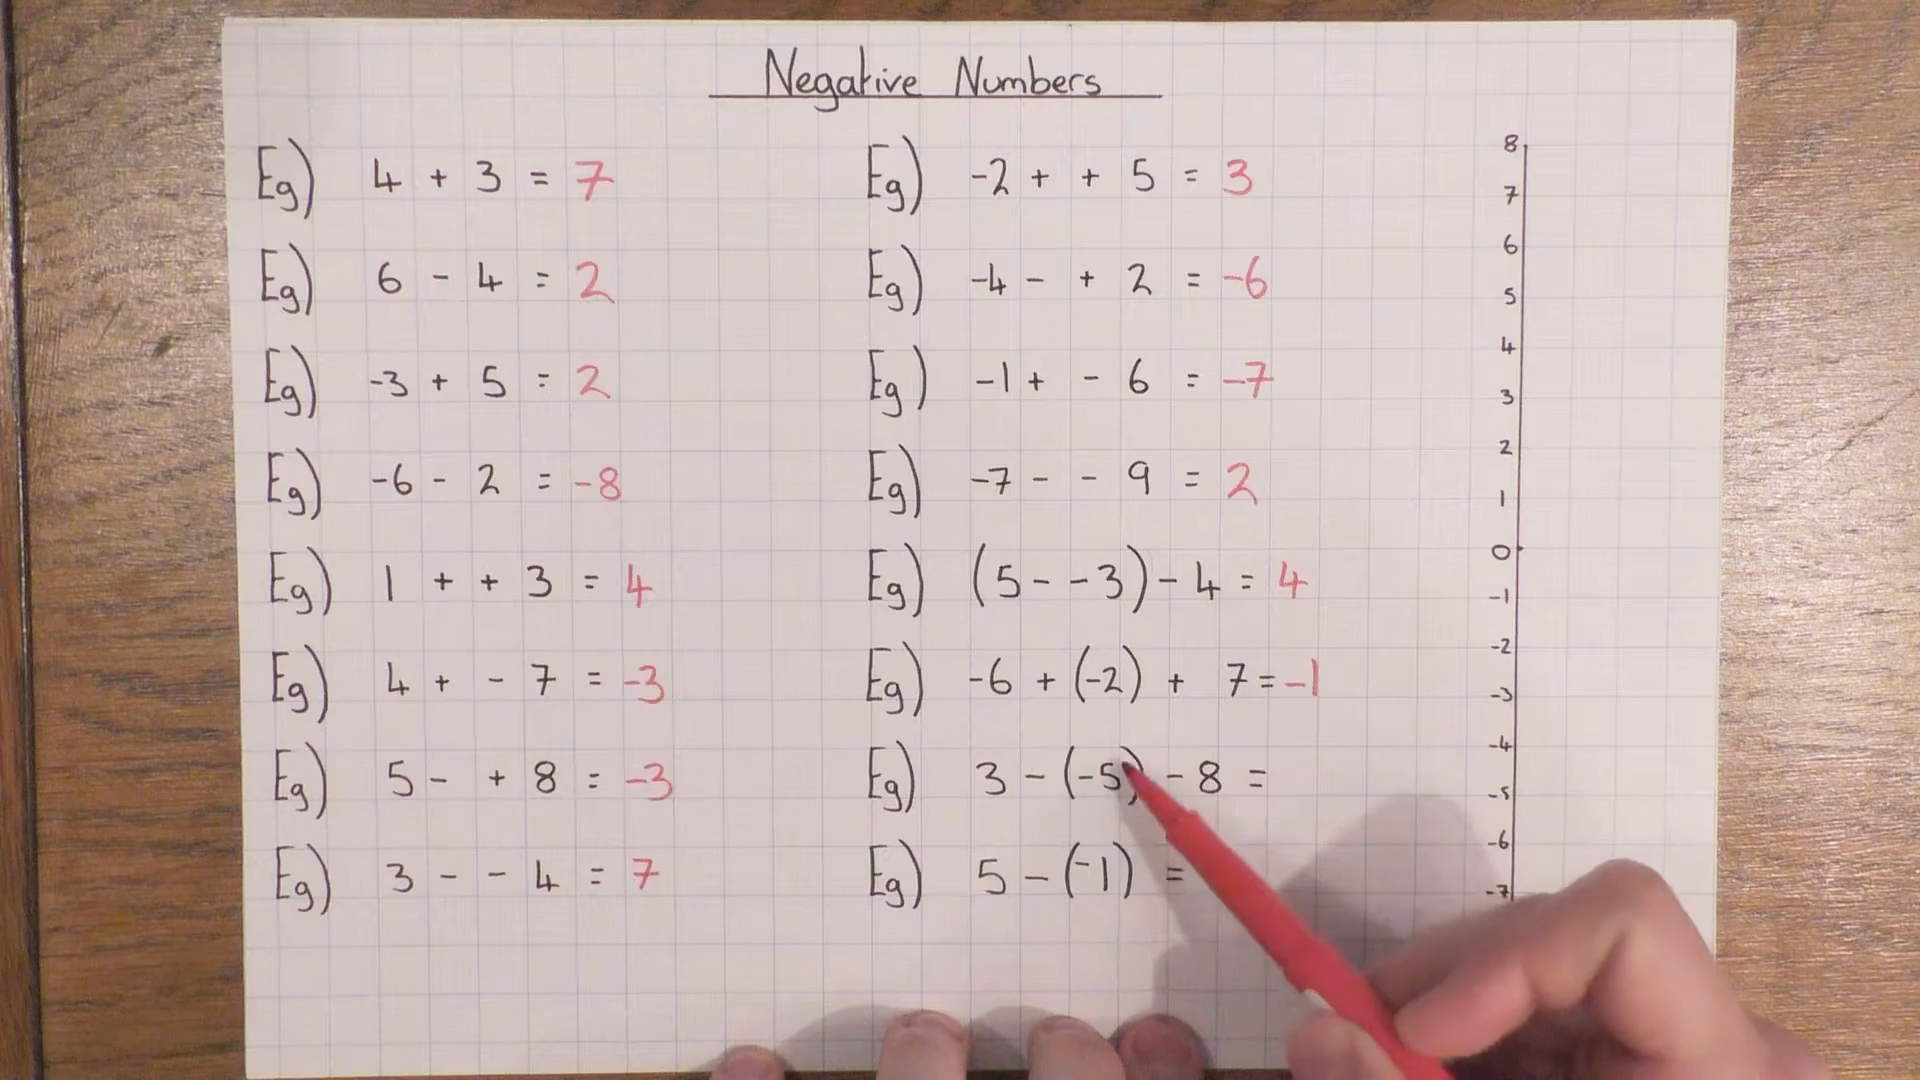 Negative Numbers
Eg) 4 + 3 = 7
Eg) 6 - 4 = 2
Eg) -3 + 5 = 2
Eg) -6 - 2 = -8
Eg) 1 + + 3 = 4
Eg) 4 + - 7 = -3
Eg) 5 - + 8 = -3
Eg) 3 - - 4 = 7
Eg) -2 + + 5 = 3
Eg) -4 - + 2 = -6
Eg) -1 + - 6 = -7
Eg) -7 - - 9 = 2
Eg) (5 - -3) - 4 = 4
Eg) -6 + (-2) + 7 = -1
Eg) 3 - (-5) - 8 =
Eg) 5 - (-1) =
8
7
6
5
4
3
2
1
0
-1
-2
-3
-4
-5
-6
-7